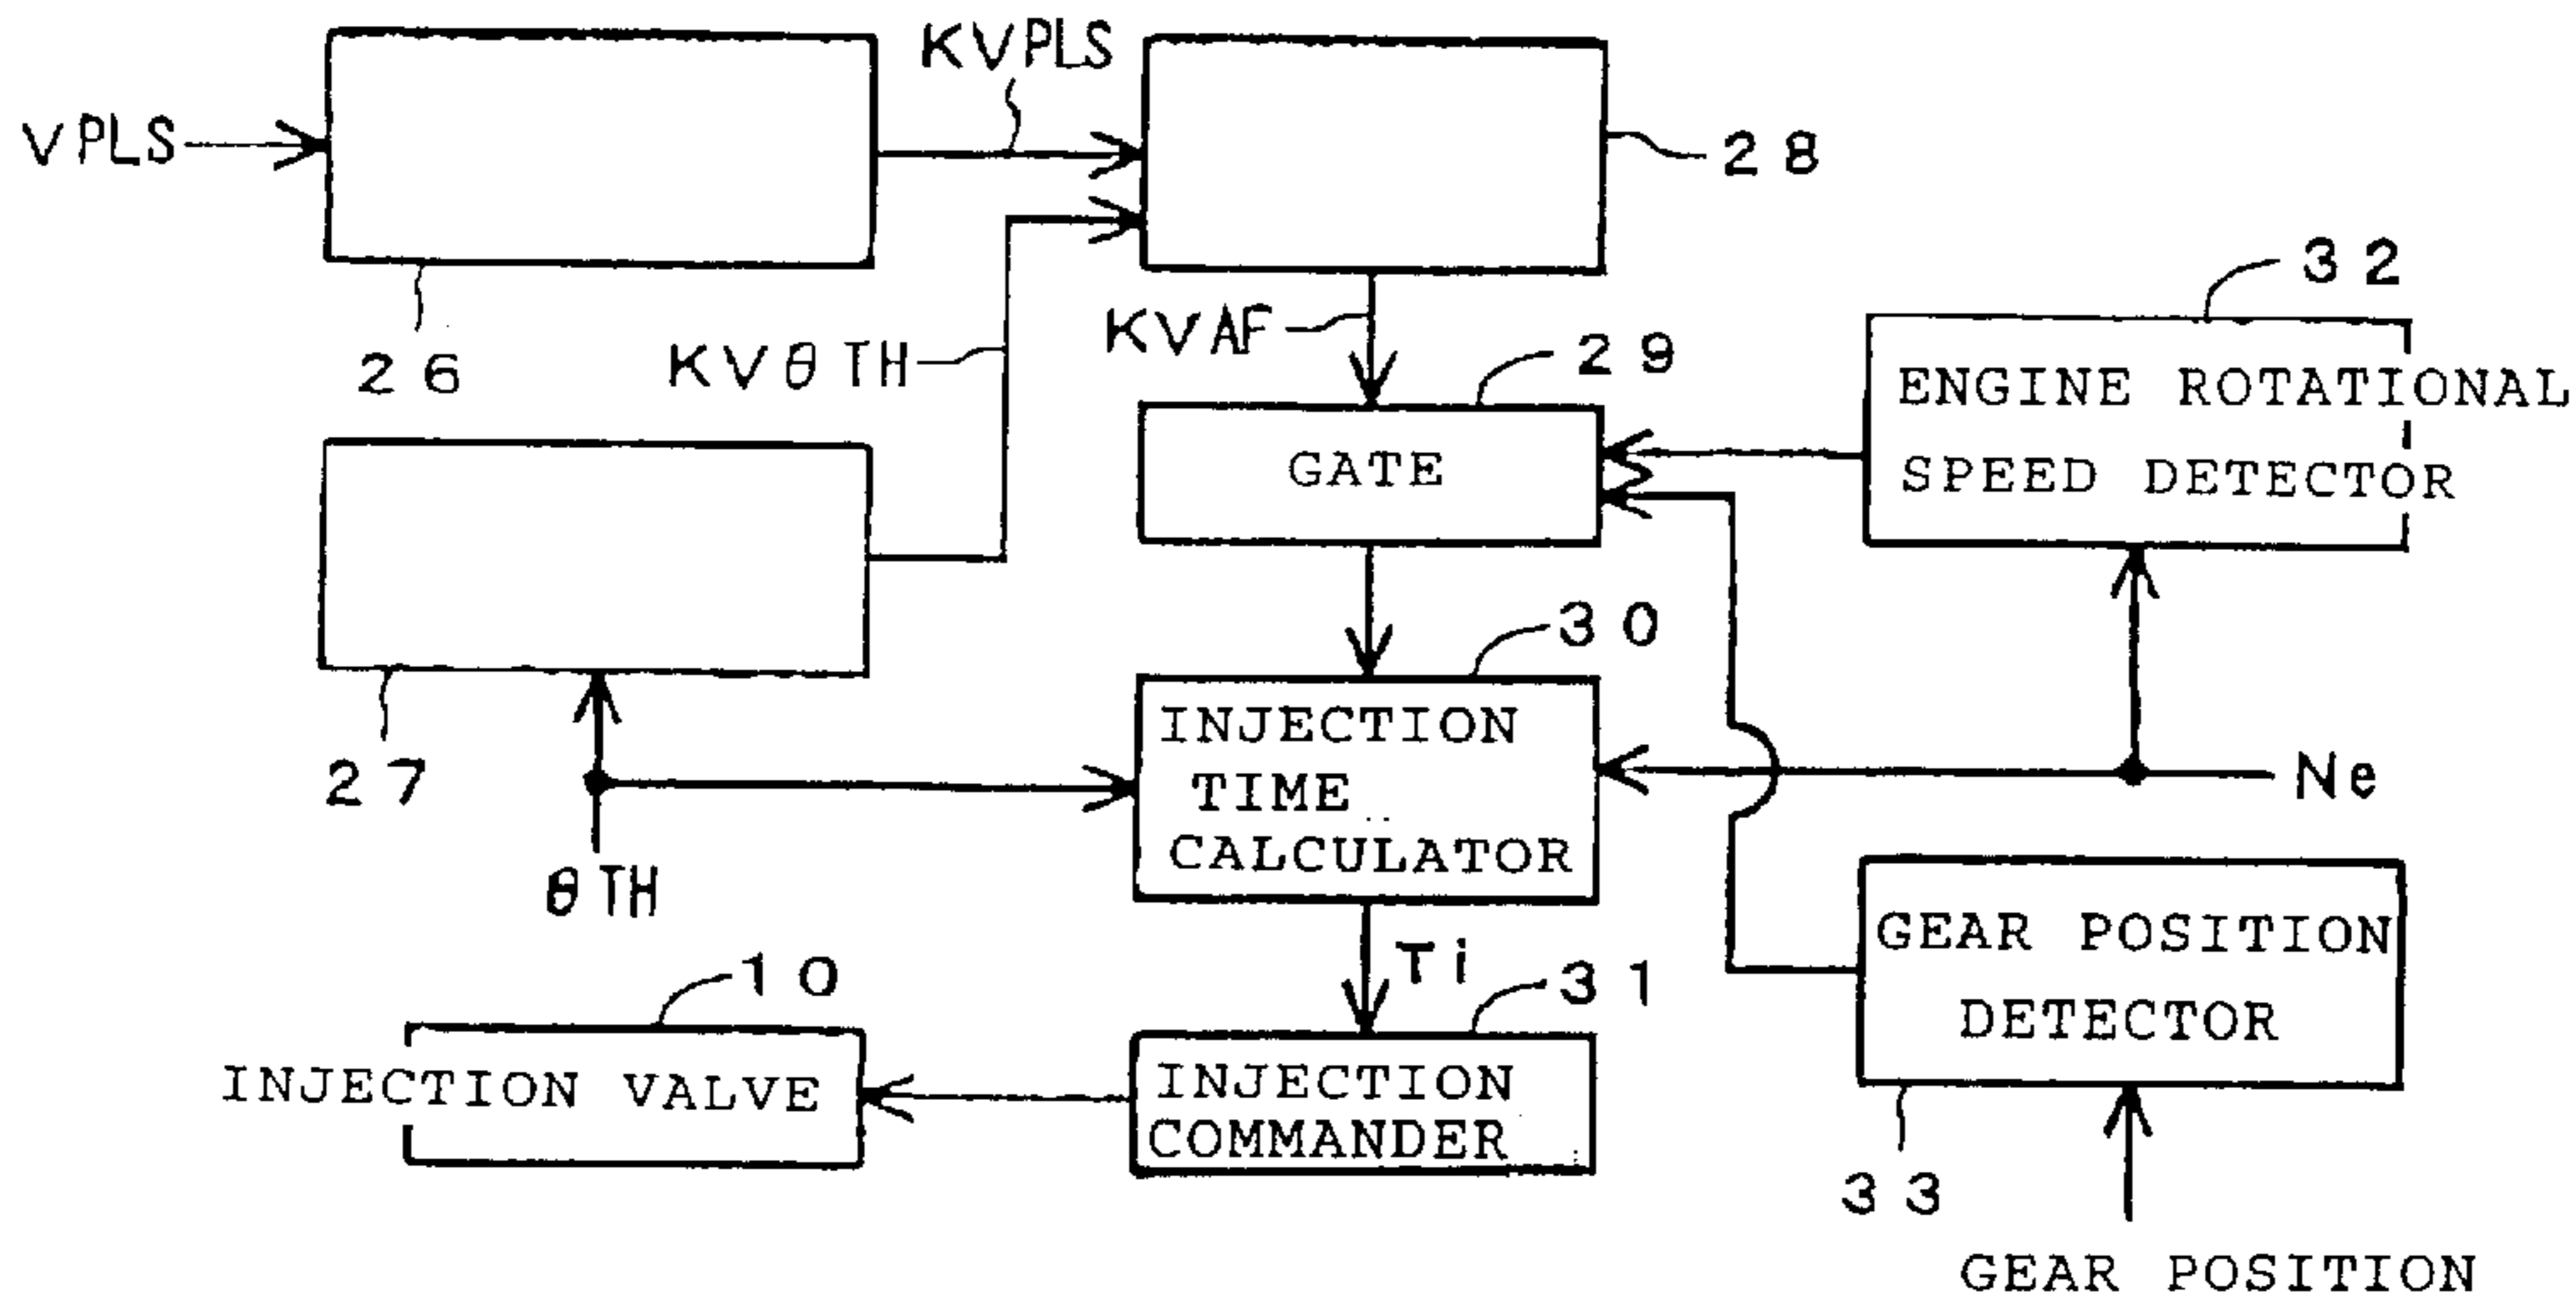 KVPLS
VPLS
28
32
26
KVθTH
KVAF
29
ENGINE ROTATIONAL
SPEED DETECTOR
GATE
30
27
INJECTION
TIME
CALCULATOR
Ne
θTH
GEAR POSITION
DETECTOR
10
Ti
31
INJECTION VALVE
INJECTION
COMMANDER
33
GEAR POSITION